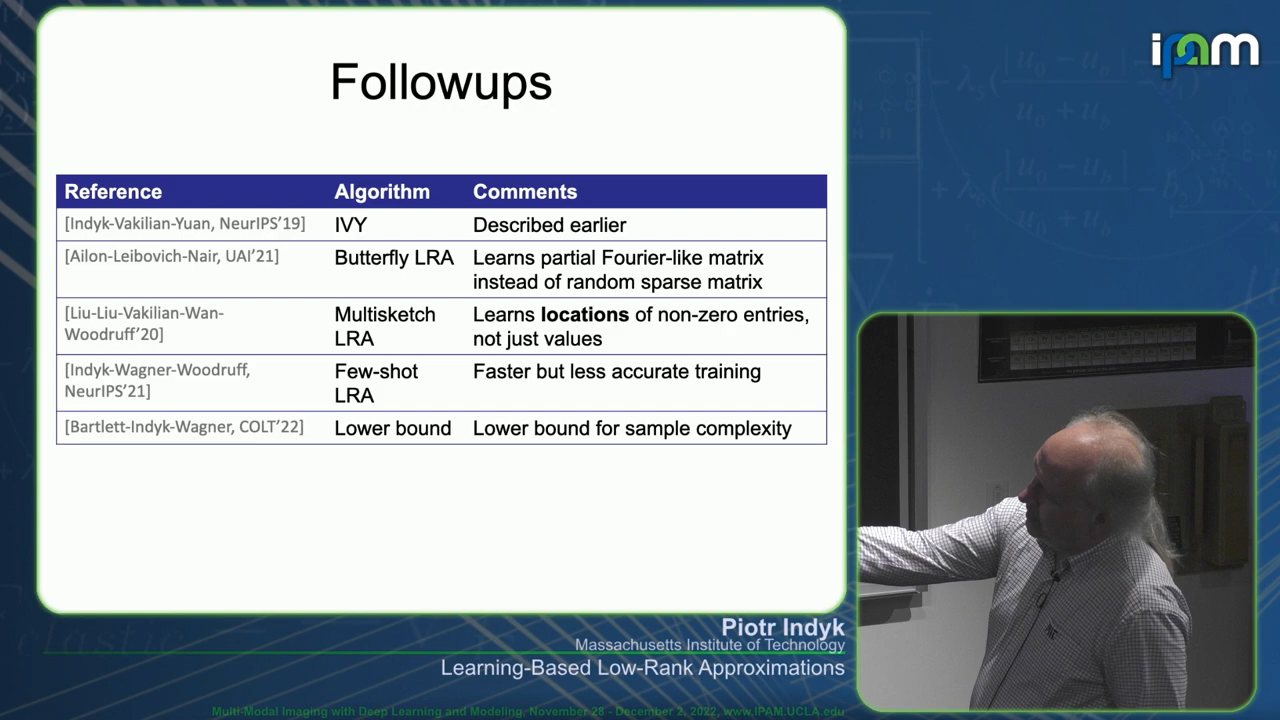 Followups
Reference Algorithm Comments
[Indyk-Vakilian-Yuan, NeurIPS'19] IVY Described earlier
[Ailon-Leibovich-Nair, UAI'21] Butterfly LRA Learns partial Fourier-like matrix
instead of random sparse matrix
[Liu-Liu-Vakilian-Wan-
Woodruff'20] Multisketch
LRA Learns locations of non-zero entries,
not just values
[Indyk-Wagner-Woodruff,
NeurIPS'21] Few-shot
LRA Faster but less accurate training
[Bartlett-Indyk-Wagner, COLT'22] Lower bound Lower bound for sample complexity
ipam
Piotr Indyk
Massachusetts Institute of Technology
Learning-Based Low-Rank Approximations
Multi-Modal Imaging with Deep Learning and Modeling, November 28 - December 2, 2022, www.IPAM.UCLA.edu